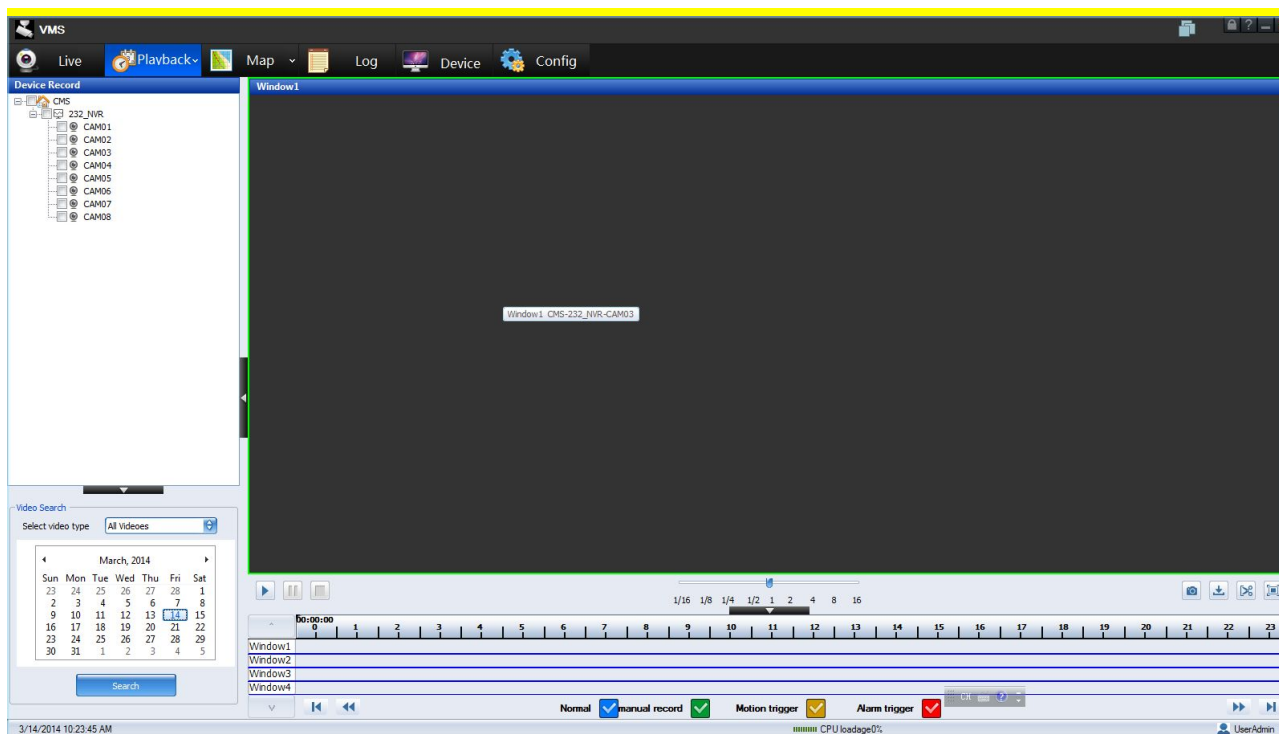 VMS
Live Playback Map Log Device Config
Device Record
Window1
CMS
232_NVR
CAM01
CAM02
CAM03
CAM04
CAM05
CAM06
CAM07
CAM08
Window1 CMS-232_NVR-CAM03
Video Search
Select video type All Videoes
March, 2014
Sun Mon Tue Wed Thu Fri Sat
23 24 25 26 27 28 1
2 3 4 5 6 7 8
9 10 11 12 13 14 15
16 17 18 19 20 21 22
23 24 25 26 27 28 29
30 31 1 2 3 4 5
Search
1/16 1/8 1/4 1/2 1 2 4 8 16
00:00:00
0 1 2 3 4 5 6 7 8 9 10 11 12 13 14 15 16 17 18 19 20 21 22 23
Window1
Window2
Window3
Window4
CH
Normal manual record Motion trigger Alarm trigger
3/14/2014 10:23:45 AM CPU loadage0% UserAdmin